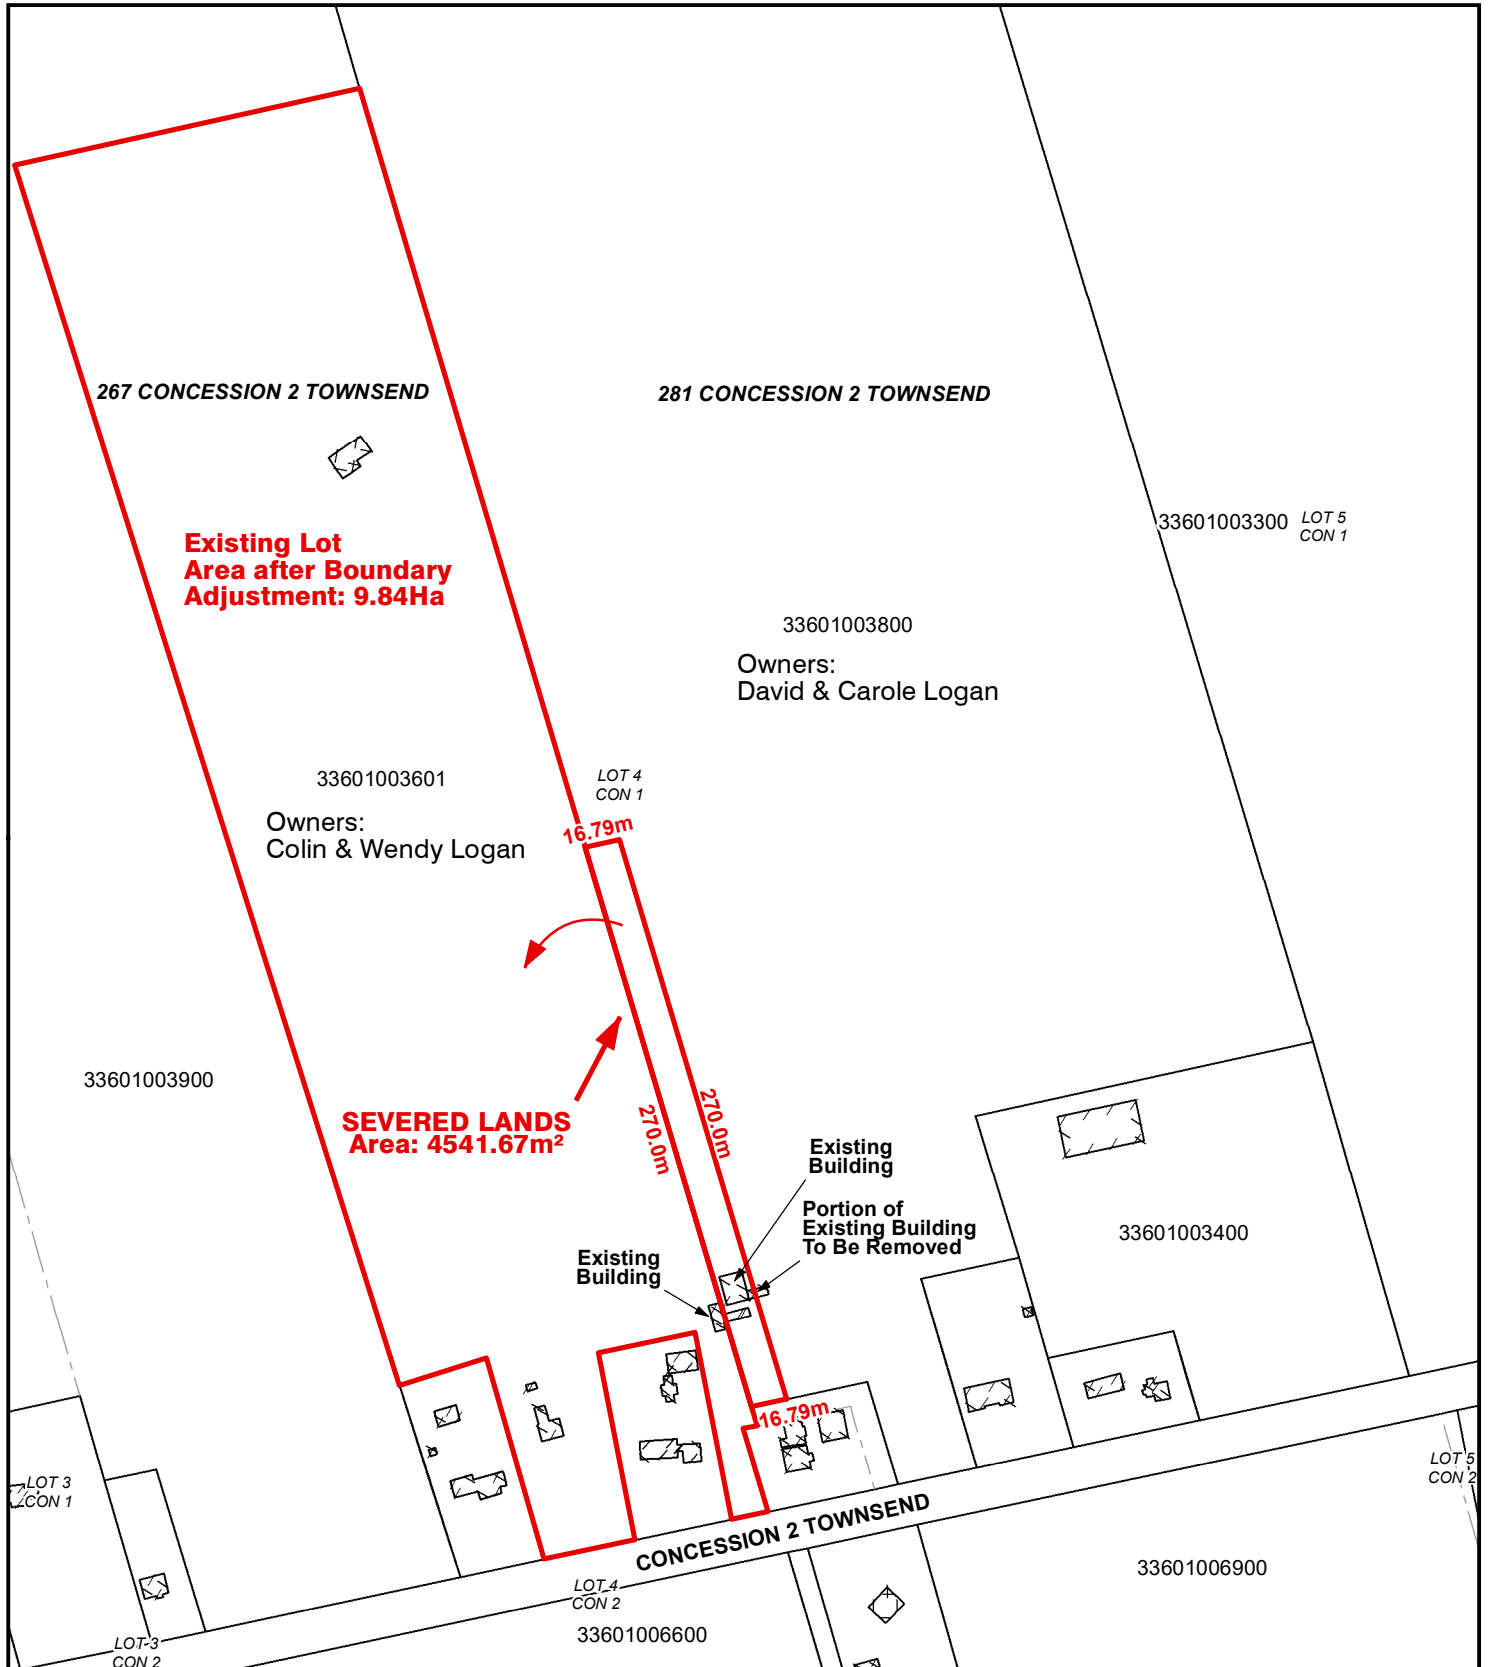 267 CONCESSION 2 TOWNSEND
281 CONCESSION 2 TOWNSEND
33601003300
LOT 5
CON 1
Existing Lot
Area after Boundary
Adjustment: 9.84Ha
33601003800
Owners:
David & Carole Logan
33601003601
Owners:
Colin & Wendy Logan
LOT 4
CON 1
16.79m
33601003900
SEVERED LANDS
Area: 4541.67m²
270.0m
270.0m
Existing
Building
Portion of
Existing Building
To Be Removed
Existing
Building
33601003400
16.79m
LOT 3
CON 1
LOT 5
CON 2
CONCESSION 2 TOWNSEND
LOT 4
CON 2
33601006900
33601006600
LOT 3
CON 2